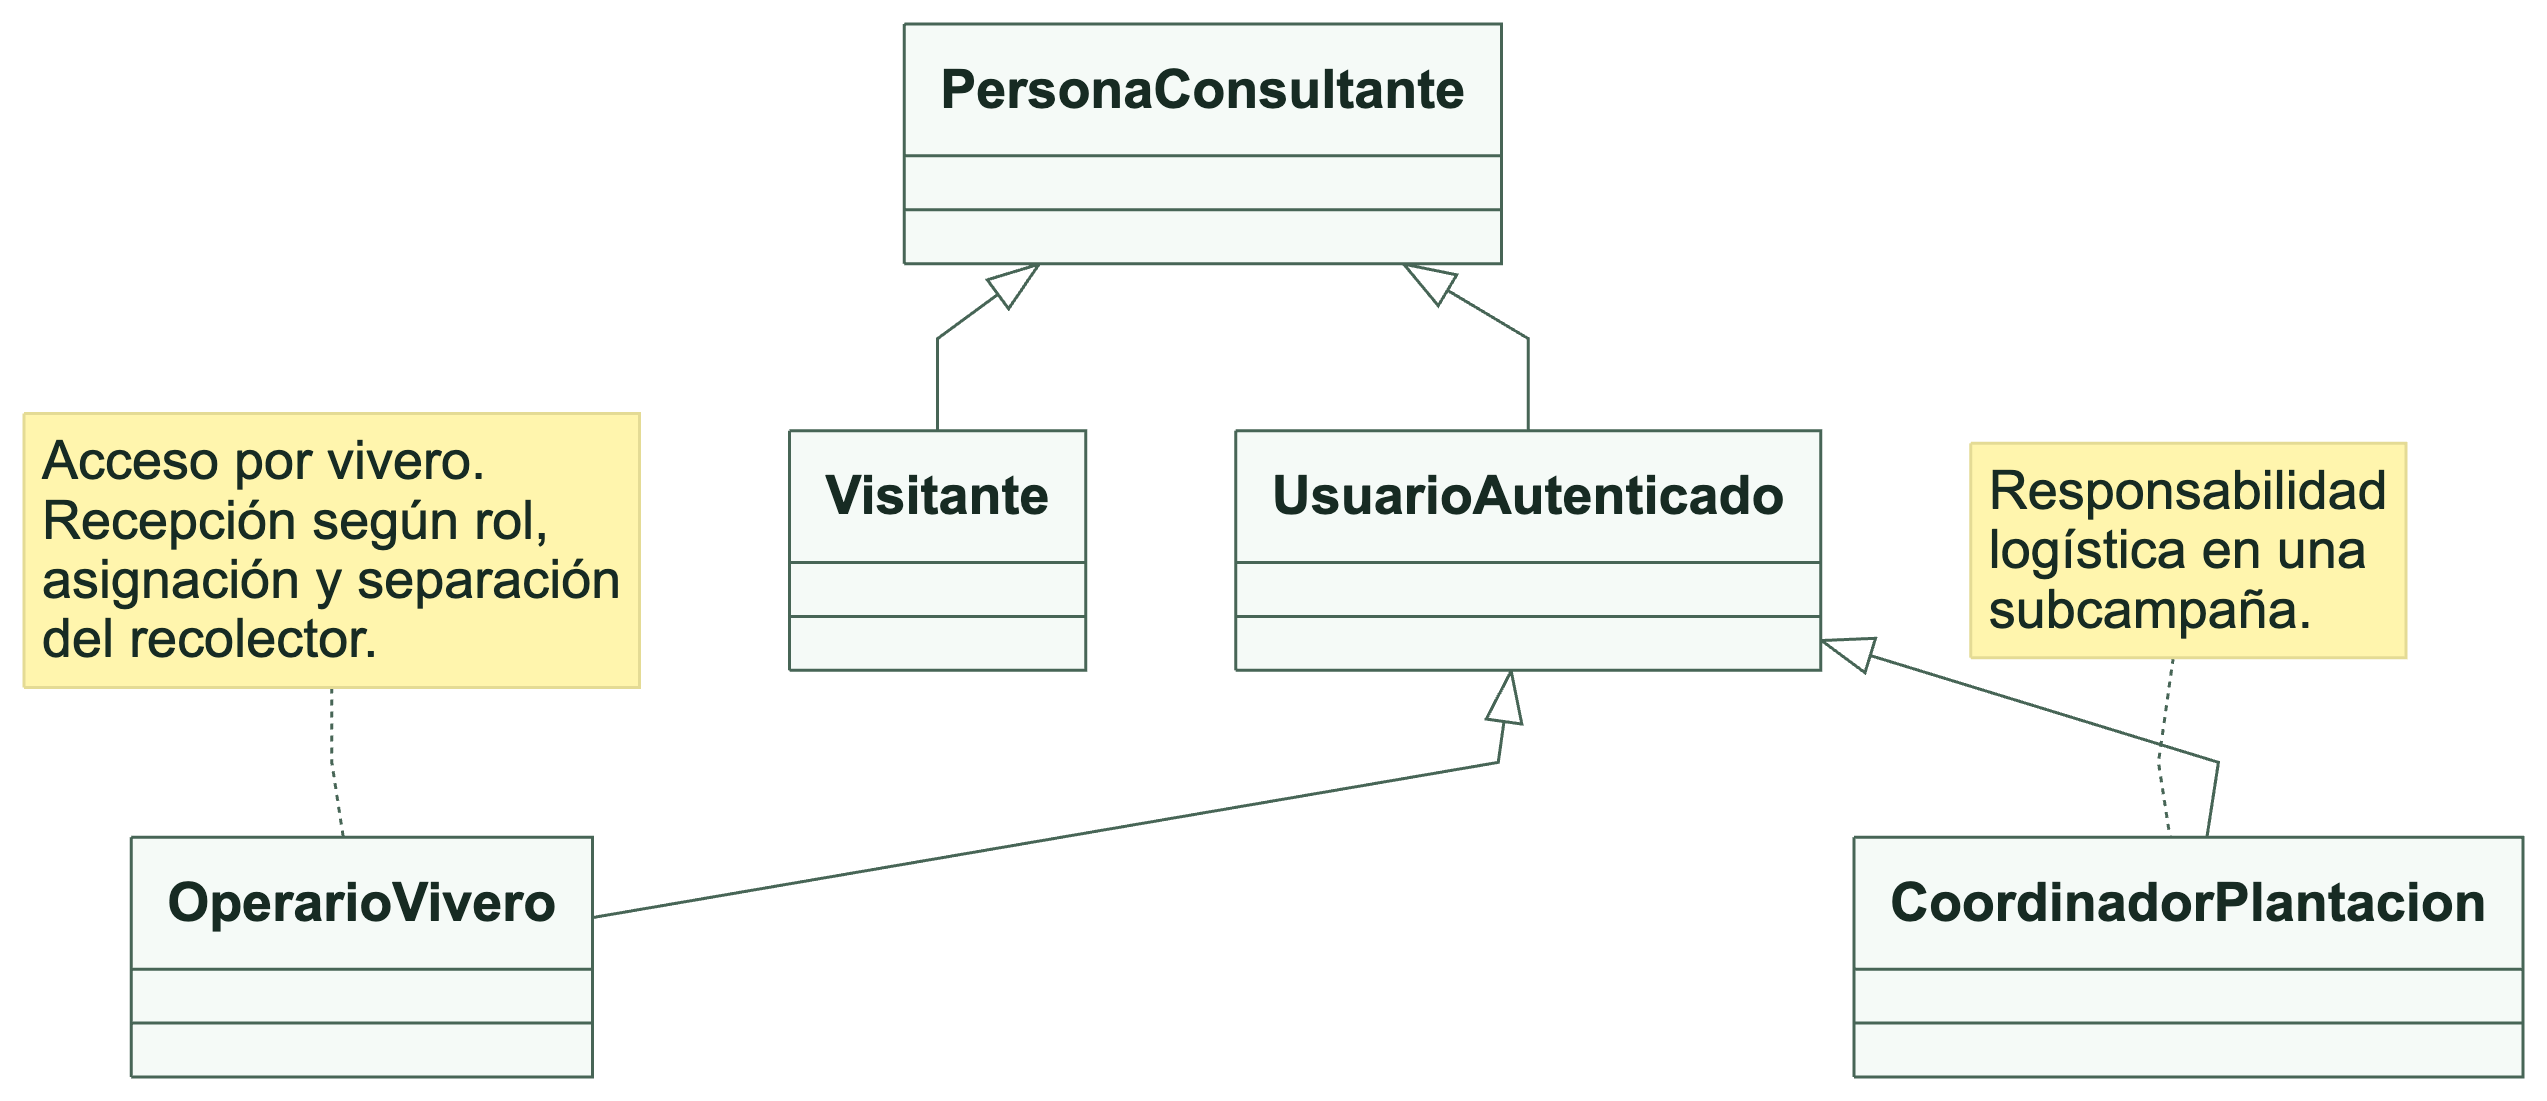 PersonaConsultante
Acceso por vivero.
Recepción según rol,
asignación y separación
del recolector.
Visitante
UsuarioAutenticado
Responsabilidad
logística en una
subcampaña.
OperarioVivero
CoordinadorPlantacion